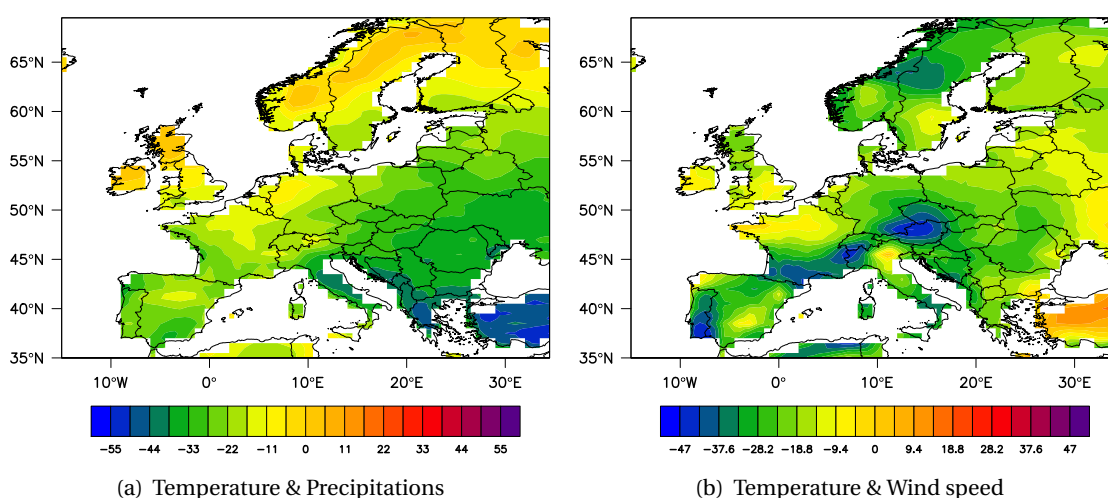 65°N
60°N
55°N
50°N
45°N
40°N
35°N
10°W 0° 10°E 20°E 30°E
−55 −44 −33 −22 −11 0 11 22 33 44 55
(a) Temperature & Precipitations
65°N
60°N
55°N
50°N
45°N
40°N
35°N
10°W 0° 10°E 20°E 30°E
−47 −37.6 −28.2 −18.8 −9.4 0 9.4 18.8 28.2 37.6 47
(b) Temperature & Wind speed